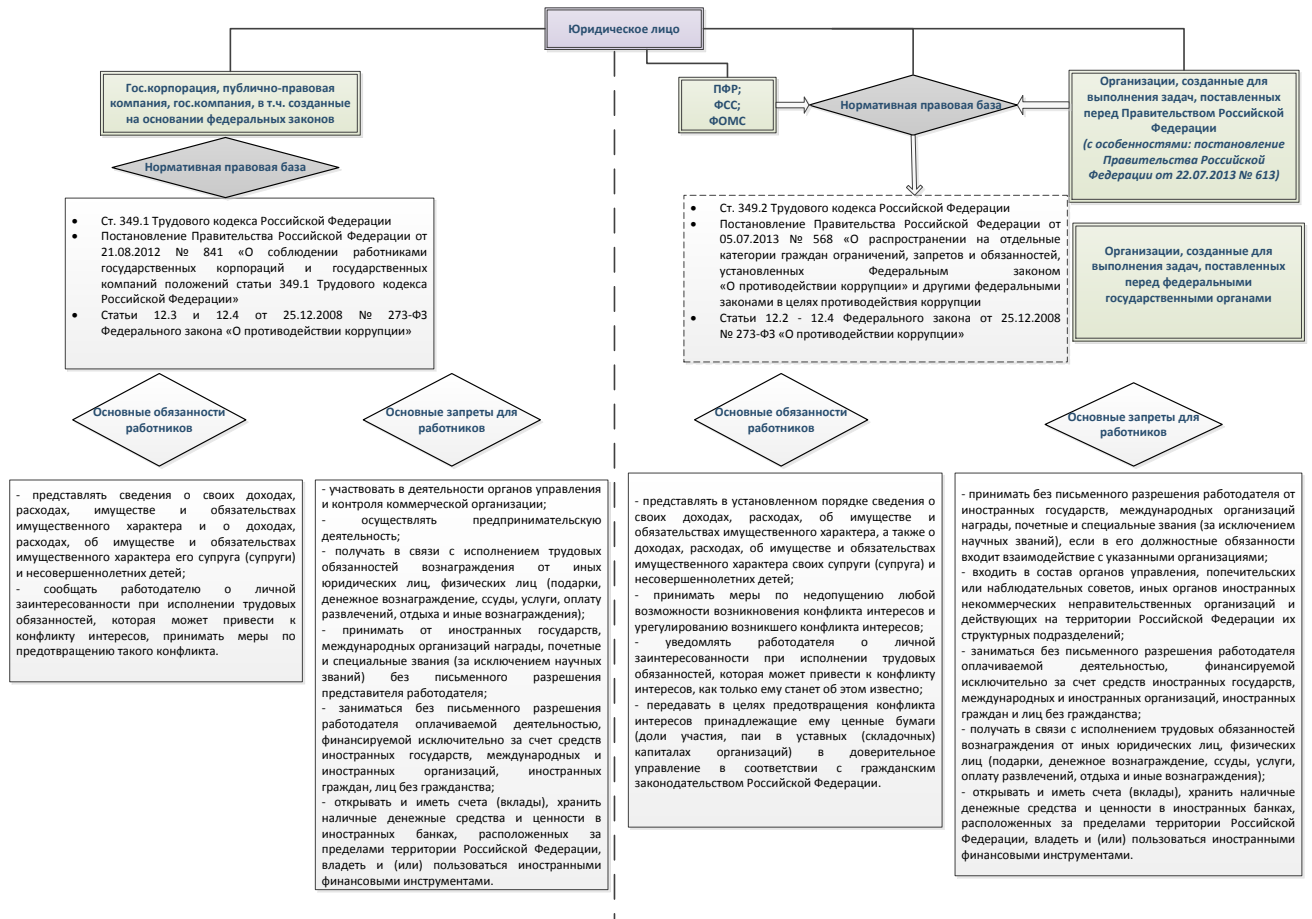 Юридическое лицо
Гос.корпорация, публично-правовая
компания, гос.компания, в т.ч. созданные
на основании федеральных законов
Нормативная правовая база
• Ст. 349.1 Трудового кодекса Российской Федерации
• Постановление Правительства Российской Федерации от
21.08.2012 № 841 «О соблюдении работниками
государственных корпораций и государственных
компаний положений статьи 349.1 Трудового кодекса
Российской Федерации»
• Статьи 12.3 и 12.4 от 25.12.2008 № 273-ФЗ
Федерального закона «О противодействии коррупции»
Основные обязанности
работников
- представлять сведения о своих доходах,
расходах, имуществе и обязательствах
имущественного характера и о доходах,
расходах, об имуществе и обязательствах
имущественного характера его супруга (супруги)
и несовершеннолетних детей;
- сообщать работодателю о личной
заинтересованности при исполнении трудовых
обязанностей, которая может привести к
конфликту интересов, принимать меры по
предотвращению такого конфликта.
Основные запреты для
работников
- участвовать в деятельности органов управления
и контроля коммерческой организации;
- осуществлять предпринимательскую
деятельность;
- получать в связи с исполнением трудовых
обязанностей вознаграждения от иных
юридических лиц, физических лиц (подарки,
денежное вознаграждение, ссуды, услуги, оплату
развлечений, отдыха и иные вознаграждения);
- принимать от иностранных государств,
международных организаций награды, почетные
и специальные звания (за исключением научных
званий) без письменного разрешения
представителя работодателя;
- заниматься без письменного разрешения
работодателя оплачиваемой деятельностью,
финансируемой исключительно за счет средств
иностранных государств, международных и
иностранных организаций, иностранных
граждан, лиц без гражданства;
- открывать и иметь счета (вклады), хранить
наличные денежные средства и ценности в
иностранных банках, расположенных за
пределами территории Российской Федерации,
владеть и (или) пользоваться иностранными
финансовыми инструментами.
ПФР;
ФСС;
ФОМС
Нормативная правовая база
Организации, созданные для
выполнения задач, поставленных
перед Правительством Российской
Федерации
(с особенностями: постановление
Правительства Российской
Федерации от 22.07.2013 № 613)
• Ст. 349.2 Трудового кодекса Российской Федерации
• Постановление Правительства Российской Федерации от
05.07.2013 № 568 «О распространении на отдельные
категории граждан ограничений, запретов и обязанностей,
установленных Федеральным законом
«О противодействии коррупции» и другими федеральными
законами в целях противодействия коррупции
• Статьи 12.2 - 12.4 Федерального закона от 25.12.2008
№ 273-ФЗ «О противодействии коррупции»
Организации, созданные для
выполнения задач, поставленных
перед федеральными
государственными органами
Основные обязанности
работников
- представлять в установленном порядке сведения о
своих доходах, расходах, об имуществе и
обязательствах имущественного характера, а также о
доходах, расходах, об имуществе и обязательствах
имущественного характера своих супруги (супруга) и
несовершеннолетних детей;
- принимать меры по недопущению любой
возможности возникновения конфликта интересов и
урегулированию возникшего конфликта интересов;
- уведомлять работодателя о личной
заинтересованности при исполнении трудовых
обязанностей, которая может привести к конфликту
интересов, как только ему станет об этом известно;
- передавать в целях предотвращения конфликта
интересов принадлежащие ему ценные бумаги
(доли участия, паи в уставных (складочных)
капиталах организаций) в доверительное
управление в соответствии с гражданским
законодательством Российской Федерации.
Основные запреты для
работников
- принимать без письменного разрешения работодателя от
иностранных государств, международных организаций
награды, почетные и специальные звания (за исключением
научных званий), если в его должностные обязанности
входит взаимодействие с указанными организациями;
- входить в состав органов управления, попечительских
или наблюдательных советов, иных органов иностранных
некоммерческих неправительственных организаций и
действующих на территории Российской Федерации их
структурных подразделений;
- заниматься без письменного разрешения работодателя
оплачиваемой деятельностью, финансируемой
исключительно за счет средств иностранных государств,
международных и иностранных организаций, иностранных
граждан и лиц без гражданства;
- получать в связи с исполнением трудовых обязанностей
вознаграждения от иных юридических лиц, физических
лиц (подарки, денежное вознаграждение, ссуды, услуги,
оплату развлечений, отдыха и иные вознаграждения);
- открывать и иметь счета (вклады), хранить наличные
денежные средства и ценности в иностранных банках,
расположенных за пределами территории Российской
Федерации, владеть и (или) пользоваться иностранными
финансовыми инструментами.